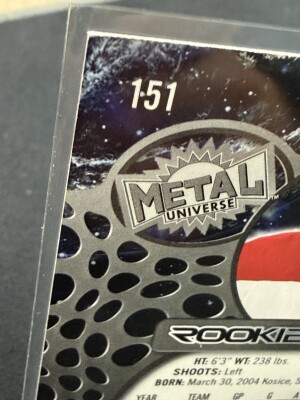 151
METAL
UNIVERSE
TM
ROOKIE
HT: 6'3" WT: 238 lbs.
SHOOTS: Left
BORN: March 30, 2004 Kosice, S
YEAR TEAM GP G A